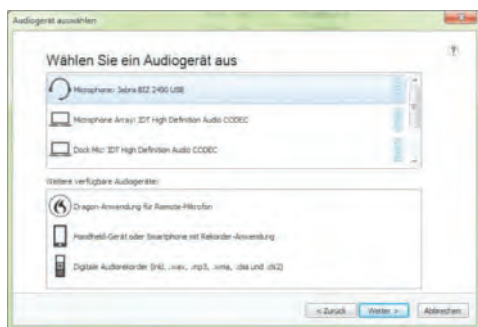 Audiogerät auswählen
?
Wählen Sie ein Audiogerät aus
Microphone: Jabra BIZ 2400 USB
Microphone Array: IDT High Definition Audio CODEC
Dock Mic: IDT High Definition Audio CODEC
Weitere verfügbare Audiogeräte:
Dragon-Anwendung für Remote-Mikrofon
Handheld-Gerät oder Smartphone mit Rekorder-Anwendung
Digitale Audiorekorder (inkl. .wav, .mp3, .wma, .dss und .ds2)
< Zurück
Weiter >
Abbrechen